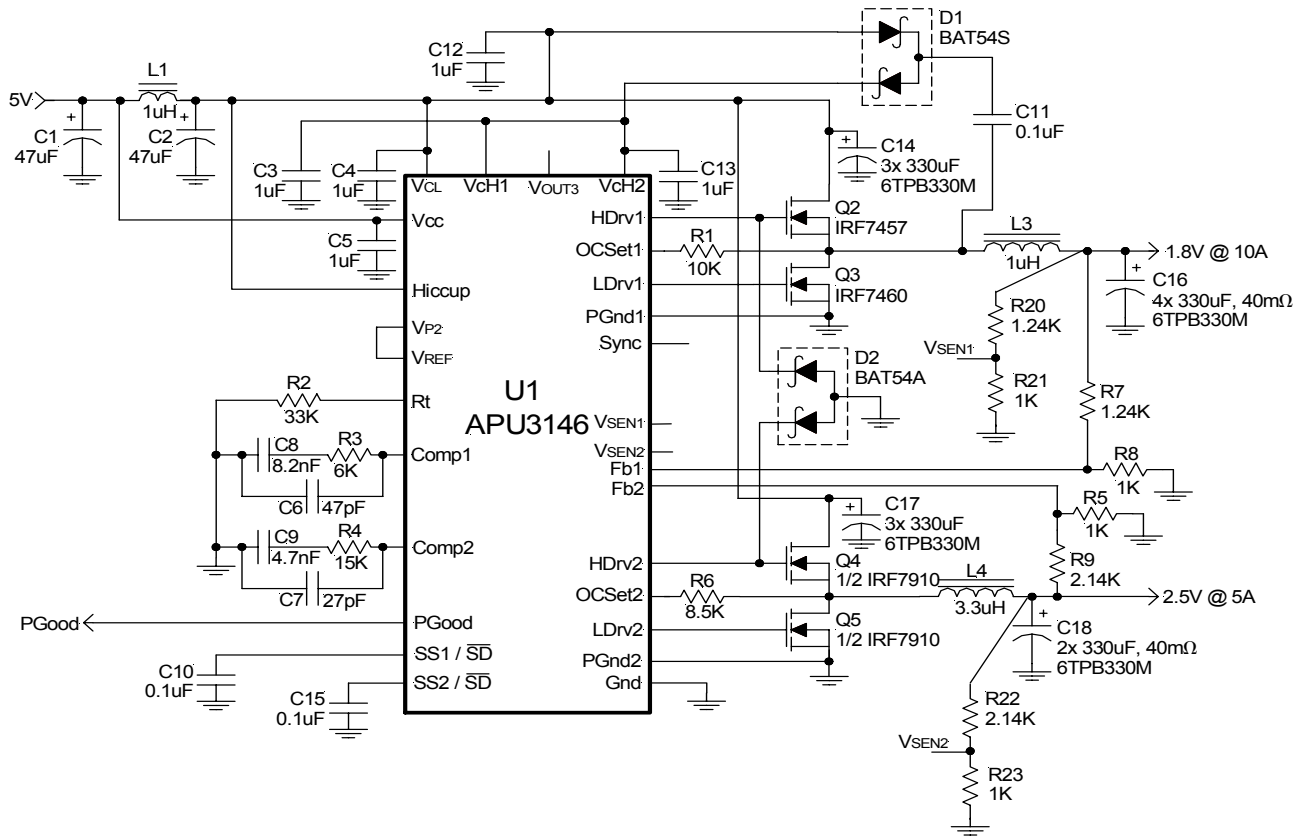 D1
BAT54S
C12
1uF
L1
1uH
5V
C1
47uF
C2
47uF
C11
0.1uF
C3
1uF
C4
1uF
C13
1uF
C14
3x 330uF
6TPB330M
VCL
VcH1
VOUT3
VcH2
Vcc
C5
1uF
HDrv1
Q2
IRF7457
OCSet1
R1
10K
L3
1uH
1.8V @ 10A
Hiccup
LDrv1
Q3
IRF7460
C16
4x 330uF, 40mΩ
6TPB330M
PGnd1
R20
1.24K
VP2
VREF
Sync
D2
BAT54A
VSEN1
R21
1K
R7
1.24K
R2
33K
Rt
U1
APU3146
VSEN1
C8
8.2nF
R3
6K
Comp1
VSEN2
Fb1
R8
1K
Fb2
C6
47pF
C17
3x 330uF
6TPB330M
R5
1K
C9
4.7nF
R4
15K
Comp2
HDrv2
Q4
1/2 IRF7910
R9
2.14K
C7
27pF
OCSet2
R6
8.5K
L4
3.3uH
2.5V @ 5A
PGood
PGood
LDrv2
Q5
1/2 IRF7910
C18
2x 330uF, 40mΩ
6TPB330M
SS1 / SD
PGnd2
C10
0.1uF
SS2 / SD
Gnd
C15
0.1uF
R22
2.14K
VSEN2
R23
1K